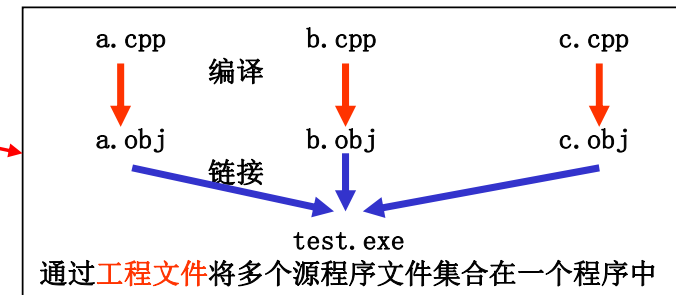 a.cpp b.cpp c.cpp
编译
a.obj b.obj c.obj
链接
test.exe
通过工程文件将多个源程序文件集合在一个程序中